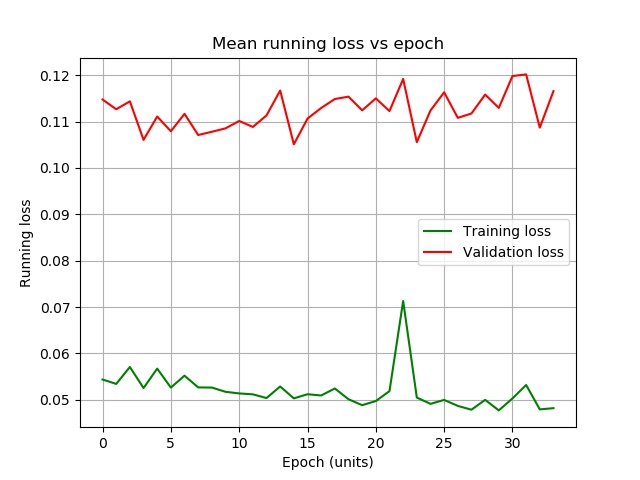 Mean running loss vs epoch
0.12
0.11
0.10
0.09
0.08
0.07
0.06
0.05
Running loss
Training loss
Validation loss
0 5 10 15 20 25 30
Epoch (units)